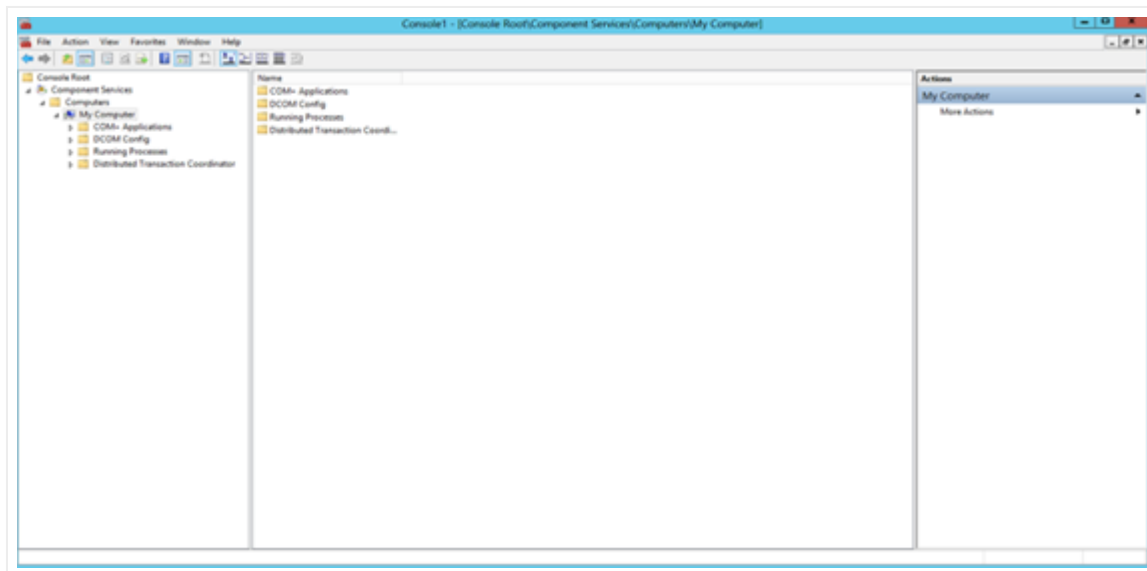 Console1 - [Console Root\Component Services\Computers\My Computer]
File Action View Favorites Window Help
Console Root
Component Services
Computers
My Computer
COM+ Applications
DCOM Config
Running Processes
Distributed Transaction Coordinator
Name
COM+ Applications
DCOM Config
Running Processes
Distributed Transaction Coordi...
Actions
My Computer
More Actions